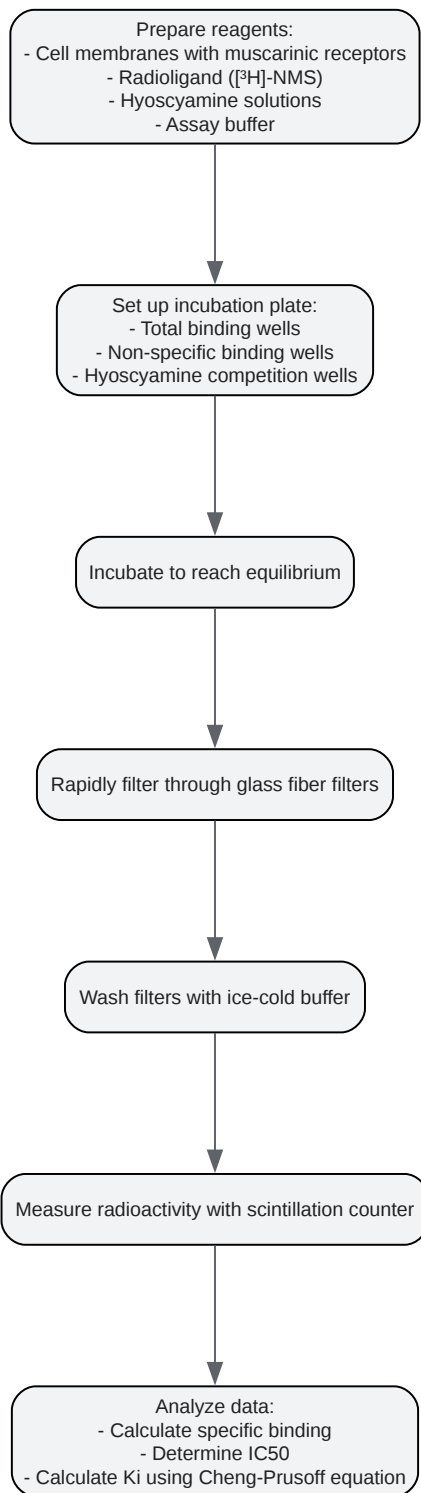 Prepare reagents:
- Cell membranes with muscarinic receptors
- Radioligand ([³H]-NMS)
- Hyoscyamine solutions
- Assay buffer
Set up incubation plate:
- Total binding wells
- Non-specific binding wells
- Hyoscyamine competition wells
Incubate to reach equilibrium
Rapidly filter through glass fiber filters
Wash filters with ice-cold buffer
Measure radioactivity with scintillation counter
Analyze data:
- Calculate specific binding
- Determine IC50
- Calculate Ki using Cheng-Prusoff equation